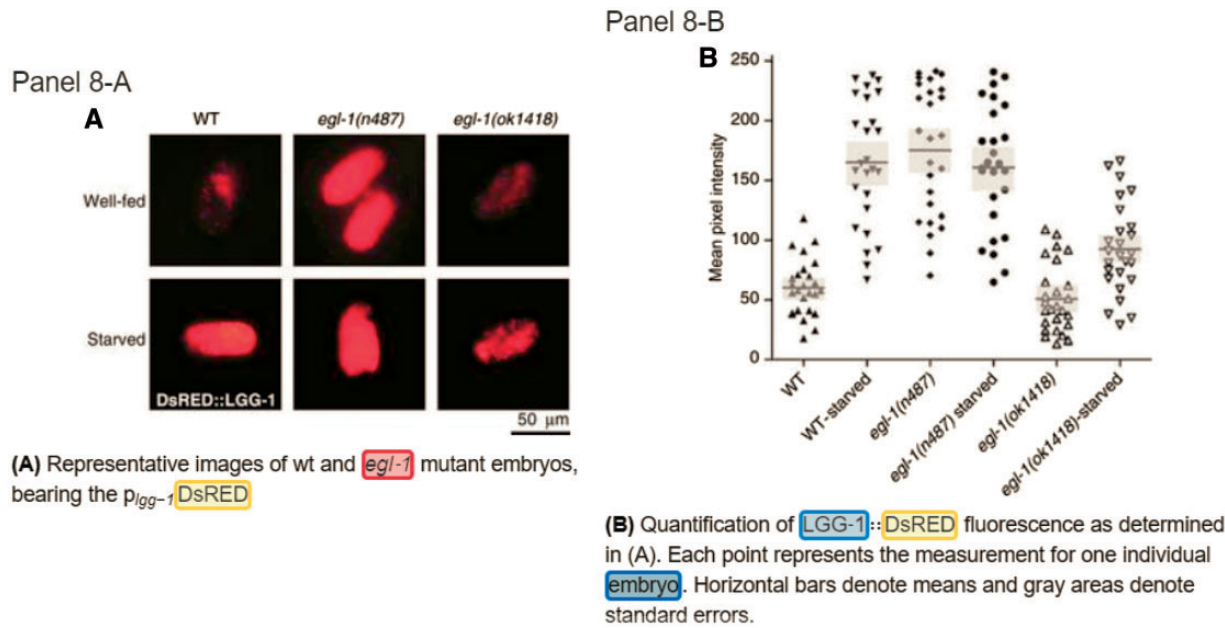 Panel 8-A
A
WT
egl-1(n487)
egl-1(ok1418)
Well-fed
Starved
DsRED::LGG-1
50 μm
(A) Representative images of wt and egl-1 mutant embryos,
bearing the plgg−1 DsRED
Panel 8-B
B
250
200
150
100
50
0
Mean pixel intensity
WT
WT-starved
egl-1(n487)
egl-1(n487) starved
egl-1(ok1418)
egl-1(ok1418)-starved
(B) Quantification of LGG-1::DsRED fluorescence as determined
in (A). Each point represents the measurement for one individual
embryo. Horizontal bars denote means and gray areas denote
standard errors.